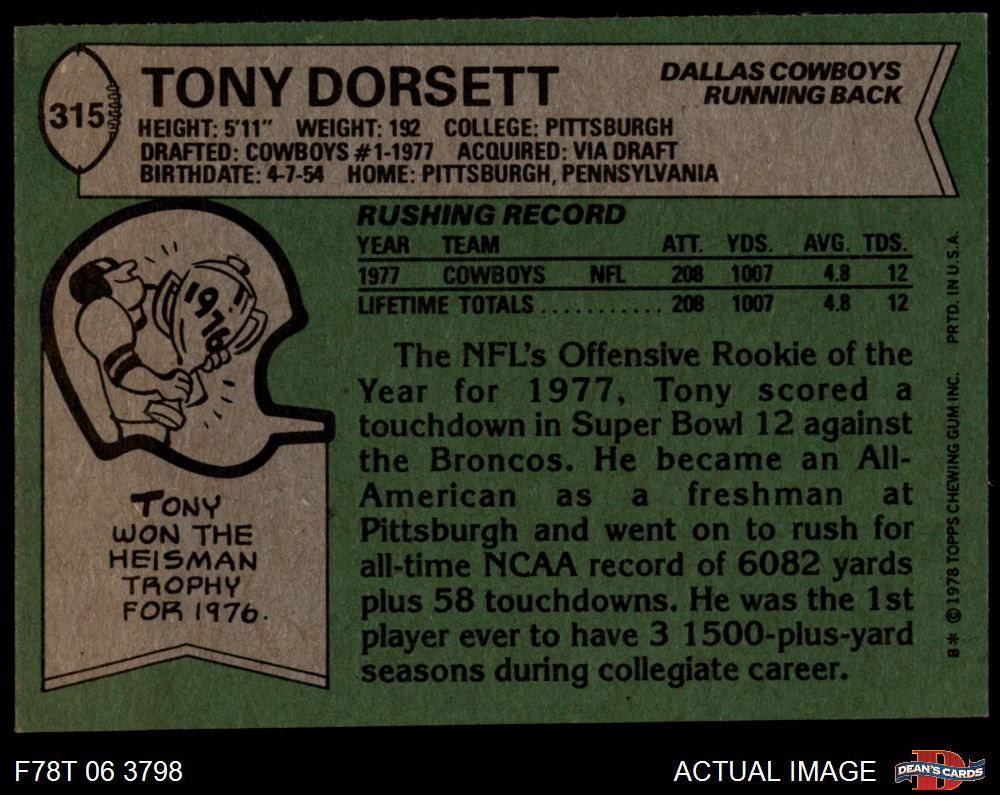 315
TONY DORSETT
DALLAS COWBOYS
RUNNING BACK
HEIGHT: 5'11" WEIGHT: 192 COLLEGE: PITTSBURGH
DRAFTED: COWBOYS #1-1977 ACQUIRED: VIA DRAFT
BIRTHDATE: 4-7-54 HOME: PITTSBURGH, PENNSYLVANIA
RUSHING RECORD
YEAR TEAM ATT. YDS. AVG. TDS.
1977 COWBOYS NFL 208 1007 4.8 12
LIFETIME TOTALS........... 208 1007 4.8 12
The NFL's Offensive Rookie of the
Year for 1977, Tony scored a
touchdown in Super Bowl 12 against
the Broncos. He became an All-
American as a freshman at
Pittsburgh and went on to rush for
all-time NCAA record of 6082 yards
plus 58 touchdowns. He was the 1st
player ever to have 3 1500-plus-yard
seasons during collegiate career.
1976
TONY
WON THE
HEISMAN
TROPHY
FOR 1976.
B* © 1978 TOPPS CHEWING GUM INC. PRTD. IN U.S.A.
F78T 06 3798
ACTUAL IMAGE
D
DEAN'S CARDS